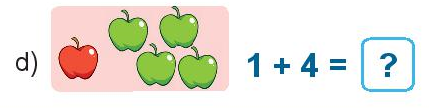 d) 1 + 4 = ?